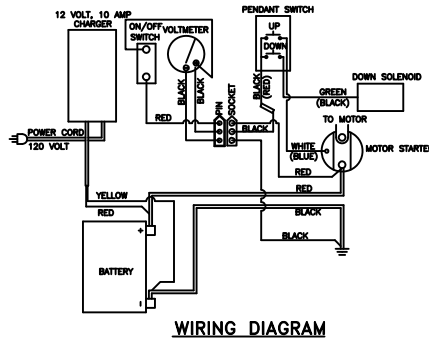 12 VOLT, 10 AMP
CHARGER
ON/OFF
SWITCH
VOLTMETER
PENDANT SWITCH
UP
DOWN
DOWN SOLENOID
GREEN
(BLACK)
BLACK
(RED)
BLACK
BLACK
RED
PIN
SOCKET
BLACK
TO MOTOR
WHITE
(BLUE)
MOTOR STARTER
POWER CORD
120 VOLT
RED
RED
YELLOW
RED
BLACK
BLACK
+
BATTERY
-
WIRING DIAGRAM